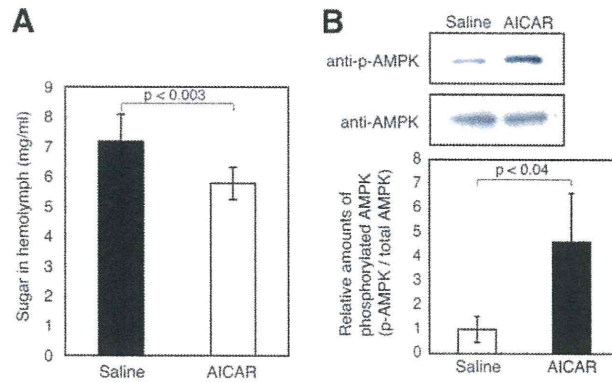 A
Sugar in hemolymph (mg/ml)
9
8
7
6
5
4
3
2
1
0
p < 0.003
Saline
AICAR
B
Saline
AICAR
anti-p-AMPK
anti-AMPK
Relative amounts of
phosphorylated AMPK
(p-AMPK / total AMPK)
8
7
6
5
4
3
2
1
0
p < 0.04
Saline
AICAR